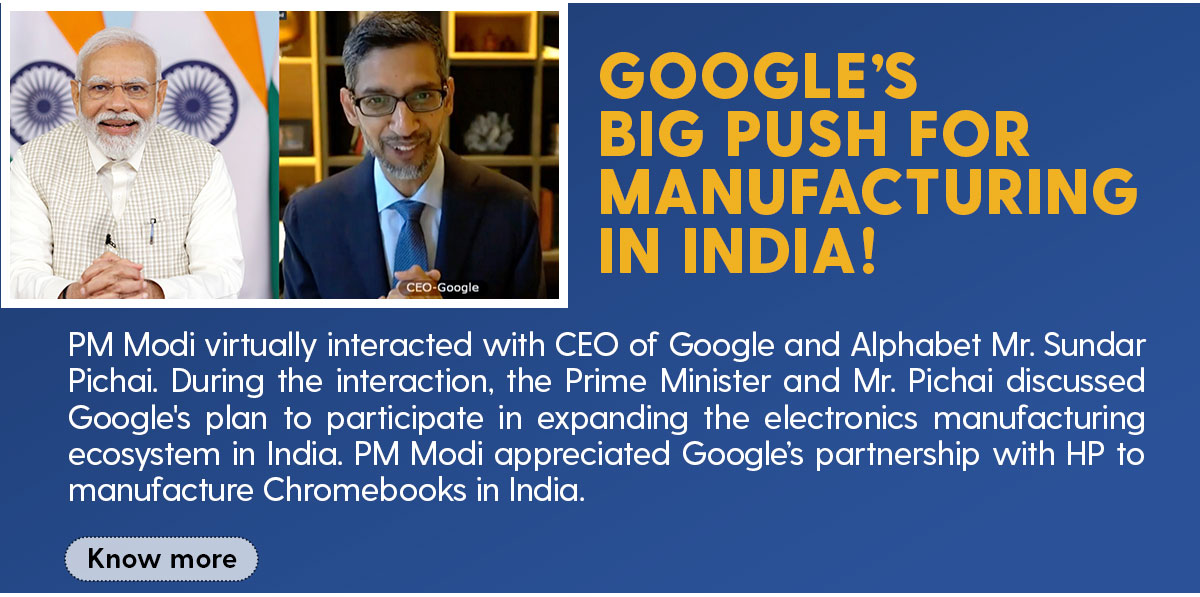 GOOGLE’S
BIG PUSH FOR
MANUFACTURING
IN INDIA!
CEO-Google
PM Modi virtually interacted with CEO of Google and Alphabet Mr. Sundar
Pichai. During the interaction, the Prime Minister and Mr. Pichai discussed
Google's plan to participate in expanding the electronics manufacturing
ecosystem in India. PM Modi appreciated Google’s partnership with HP to
manufacture Chromebooks in India.
Know more